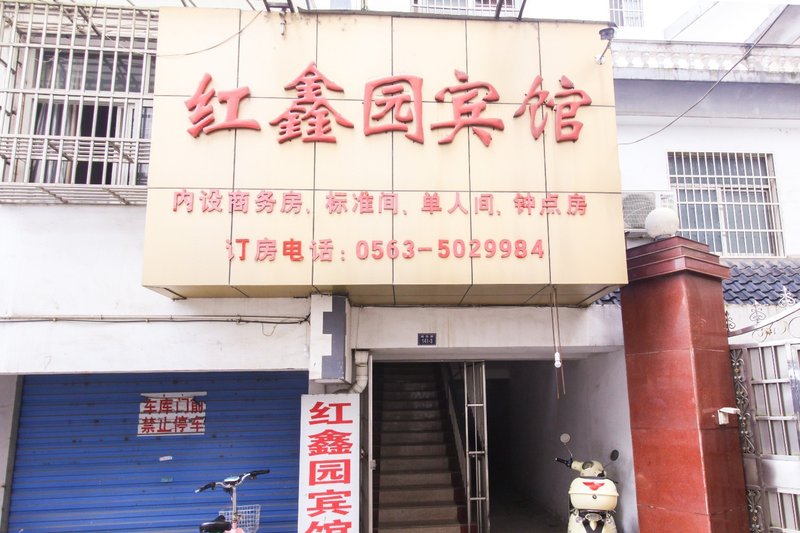 红鑫园宾馆
内设商务房、标准间、单人间、钟点房
订房电话：0563-5029984
141-3
车库门前
禁止停车
红鑫园宾馆